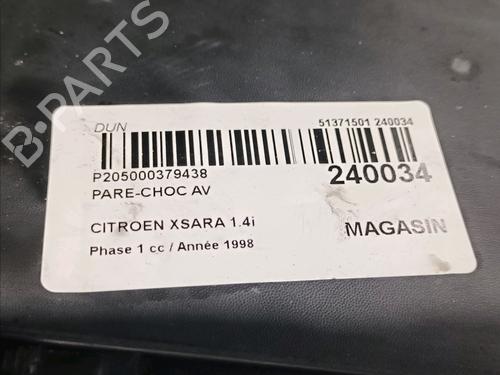 B-PARTS
DUN
51371501 240034
P205000379438
PARE-CHOC AV
240034
CITROEN XSARA 1.4i
MAGASIN
Phase 1 cc / Année 1998